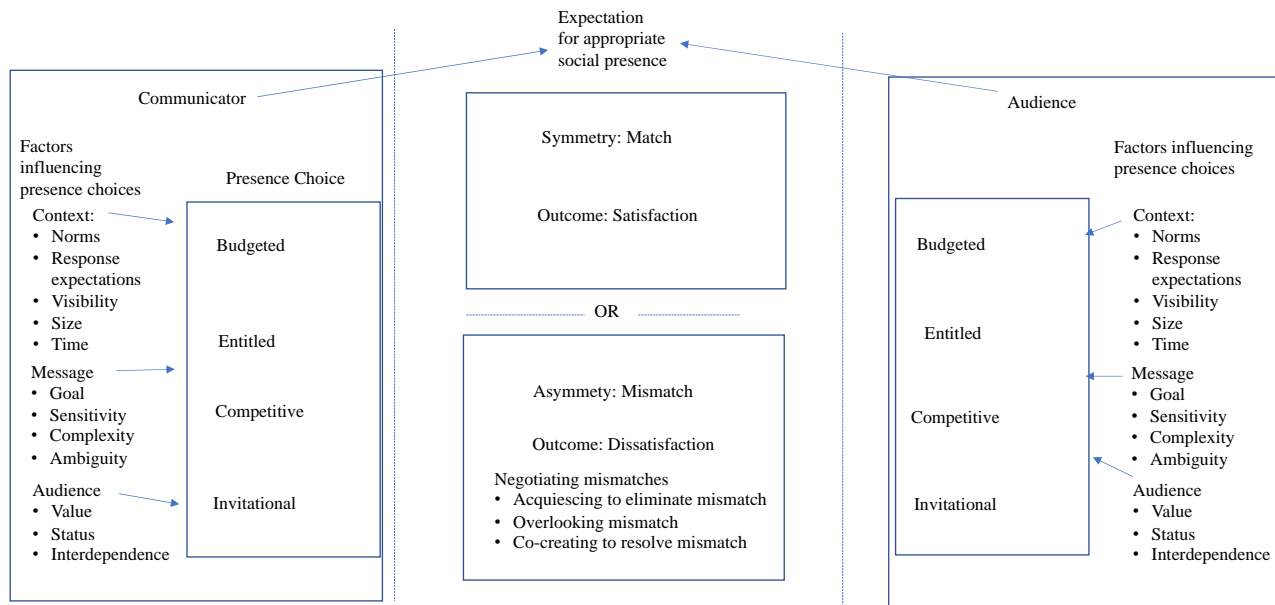 Expectation
for appropriate
social presence
Communicator
Factors
influencing
presence choices
Presence Choice
Context:
• Norms
• Response
expectations
• Visibility
• Size
• Time
Message
• Goal
• Sensitivity
• Complexity
• Ambiguity
Audience
• Value
• Status
• Interdependence
Budgeted
Entitled
Competitive
Invitational
Symmetry: Match
Outcome: Satisfaction
OR
Asymmety: Mismatch
Outcome: Dissatisfaction
Negotiating mismatches
• Acquiescing to eliminate mismatch
• Overlooking mismatch
• Co-creating to resolve mismatch
Audience
Factors influencing
presence choices
Budgeted
Entitled
Competitive
Invitational
Context:
• Norms
• Response
expectations
• Visibility
• Size
• Time
Message
• Goal
• Sensitivity
• Complexity
• Ambiguity
Audience
• Value
• Status
• Interdependence